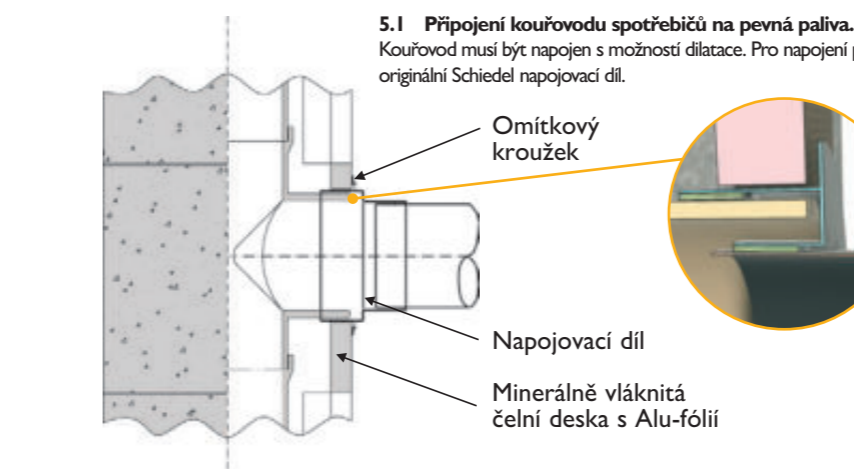 5.1 Připojení kouřovodu spotřebičů na pevná paliva.
Kouřovod musí být napojen s možností dilatace. Pro napojení
originální Schiedel napojovací díl.
Omítkový
kroužek
Napojovací díl
Minerálně vláknitá
čelní deska s Alu-fólií